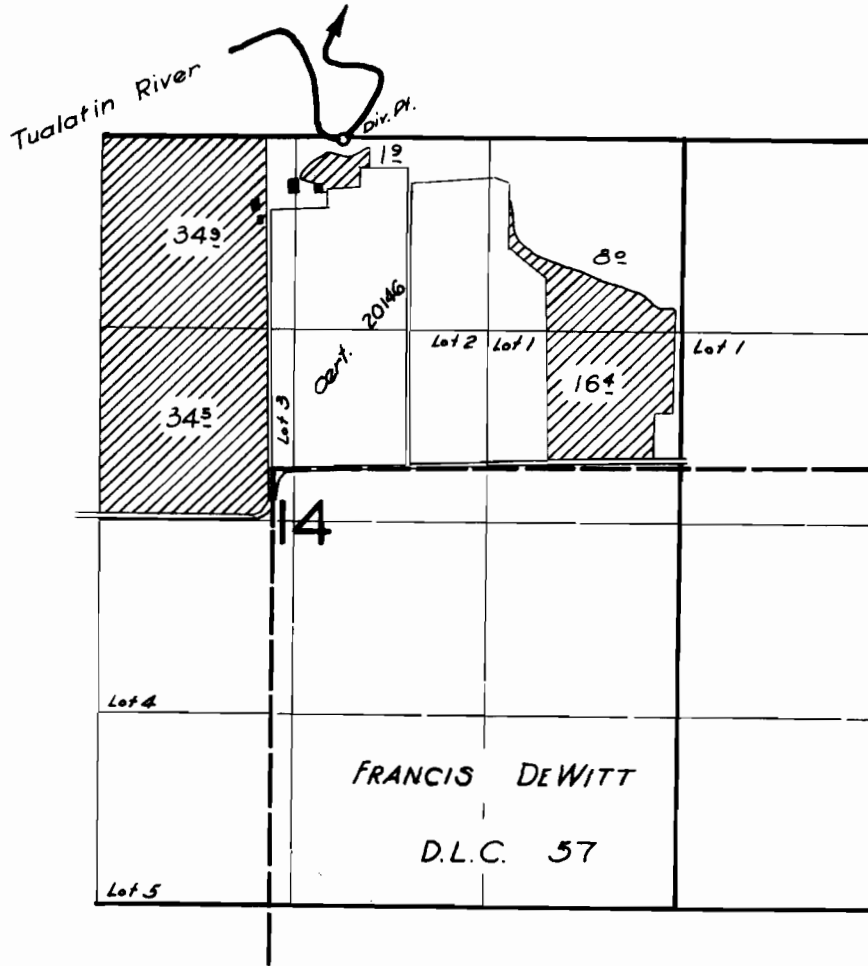 Tualatin River
Div. Pt.
1 9
34 9
8 0
Cert. 20146
Lot 2
Lot 1
Lot 1
34 5
Lot 3
16 4
14
Lot 4
FRANCIS DEWITT
D.L.C. 57
Lot 5